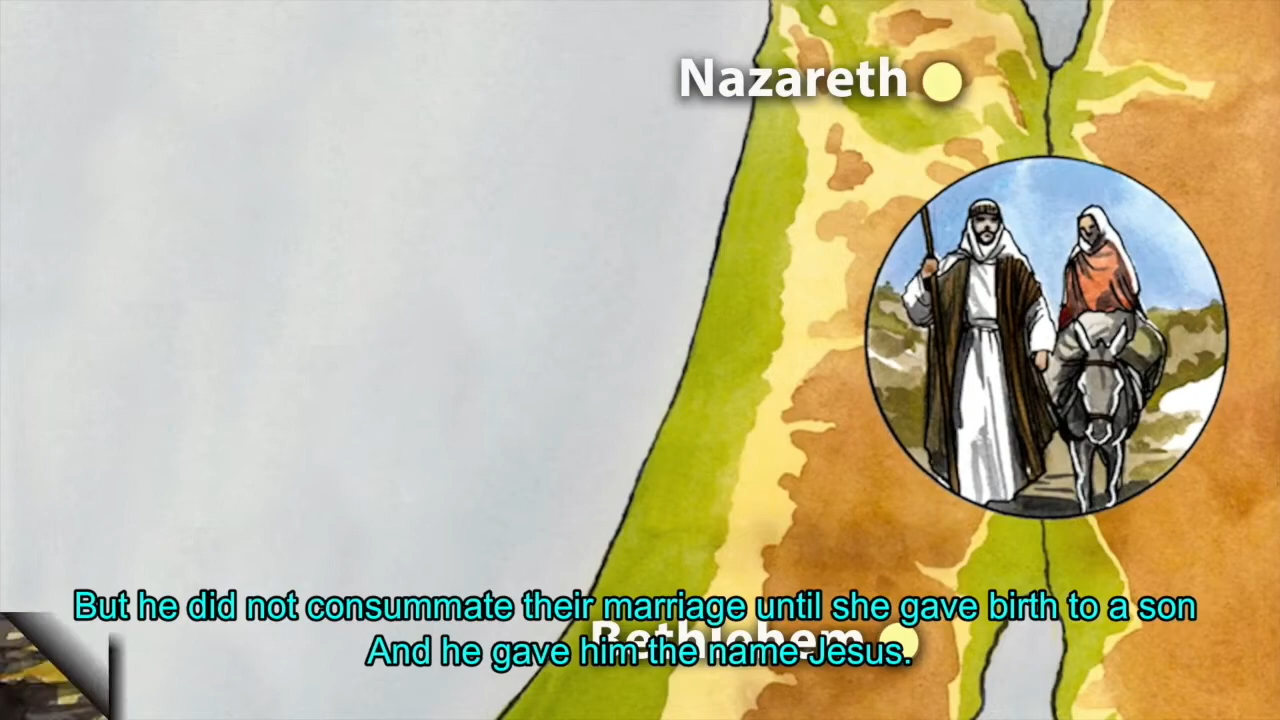 Nazareth
But he did not consummate their marriage until she gave birth to a son
Bethlehem
And he gave him the name Jesus.